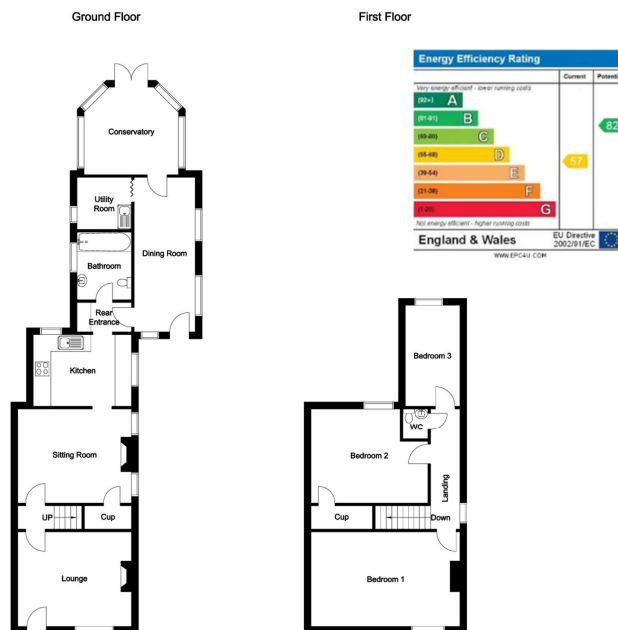 Ground Floor
First Floor
Energy Efficiency Rating
Current
Potenti
Very energy efficient - lower running costs
(92+) A
(81-91) B
(69-80) C
(55-68) D
(39-54) E
(21-38) F
(1-20) G
57
82
Not energy efficient - higher running costs
England & Wales
EU Directive
2002/91/EC
WWW.EPC4U.COM
Conservatory
Utility
Room
Bathroom
Dining Room
Rear
Entrance
Kitchen
Sitting Room
UP
Cup
Lounge
Bedroom 3
WC
Bedroom 2
Landing
Cup
Down
Bedroom 1